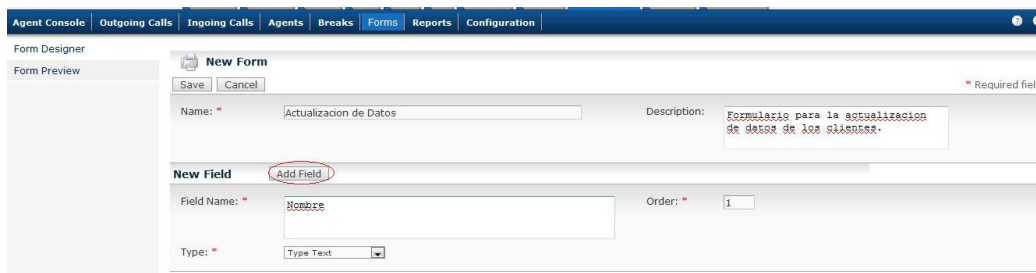 Agent Console Outgoing Calls Ingoing Calls Agents Breaks Forms Reports Configuration
Form Designer
Form Preview
New Form
Save Cancel
* Required
Name: * Actualizacion de Datos Description: Formulario para la actualizacion
de datos de los clientes.
New Field Add Field
Field Name: * Nombre Order: * 1
Type: * Type Text